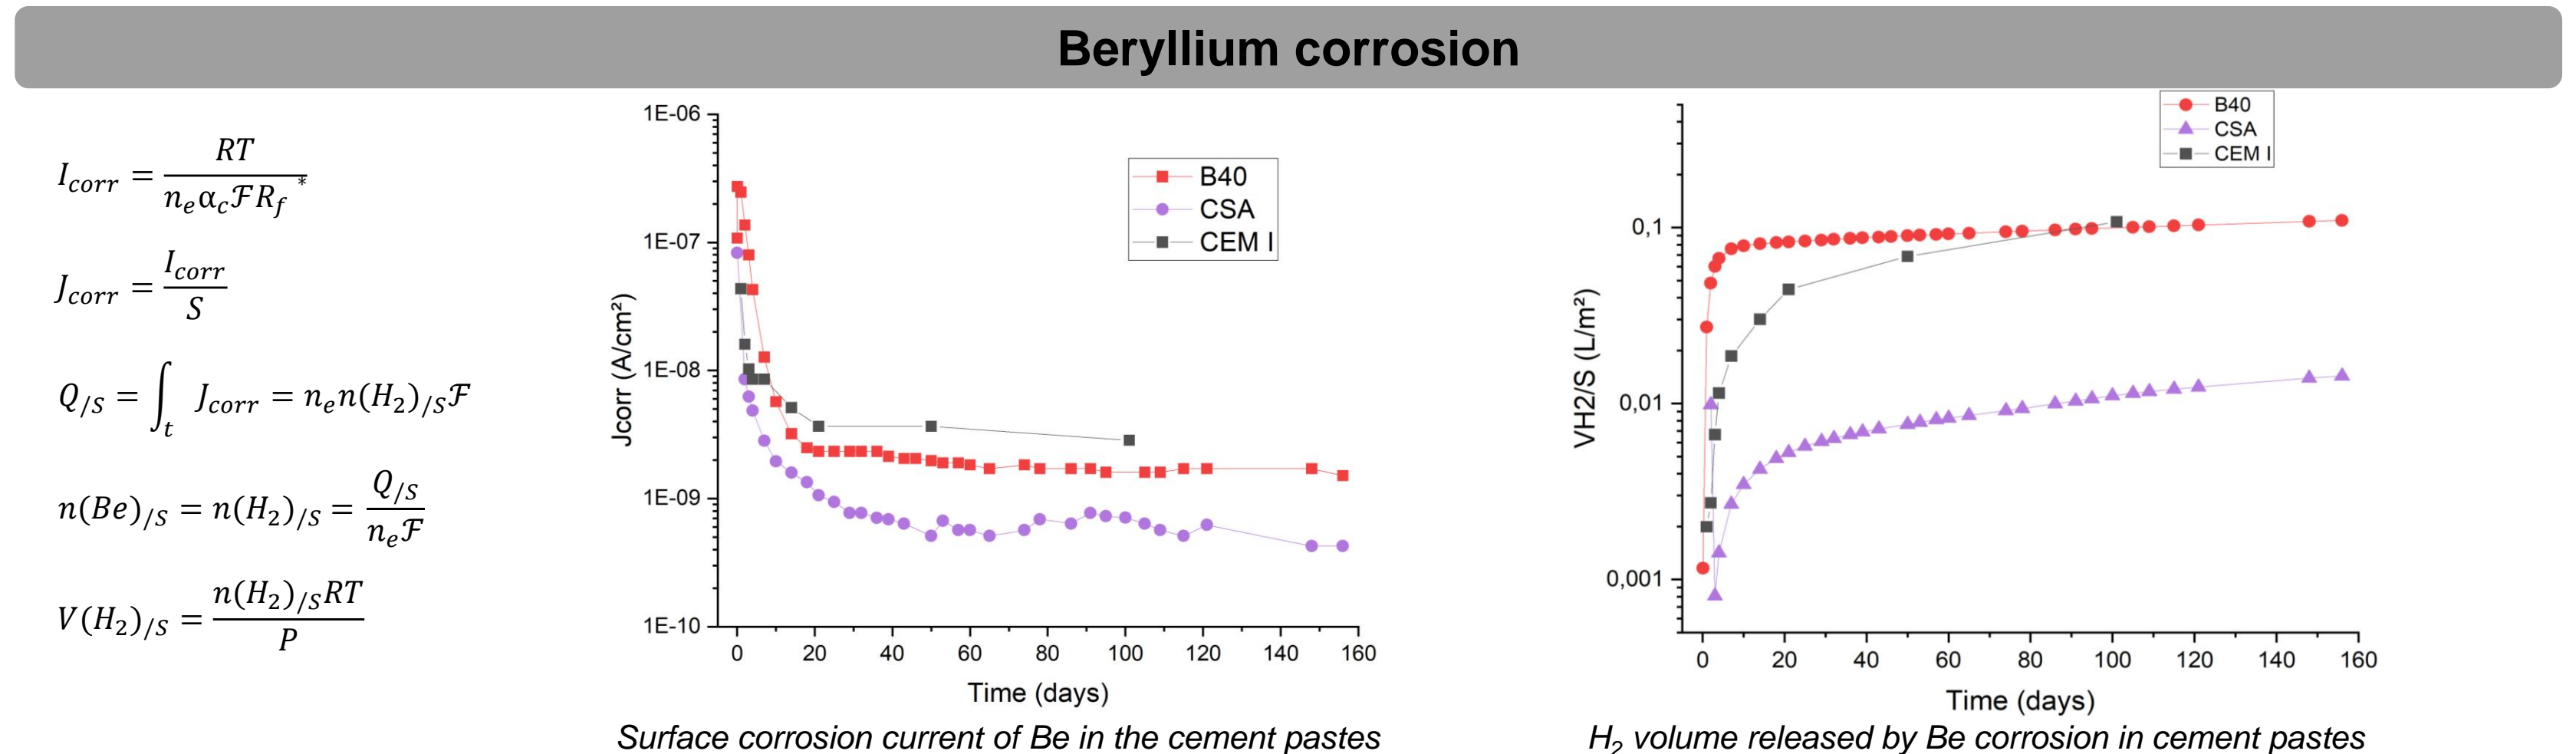 Beryllium corrosion
I_corr = RT / (n_e α_c ℱ R_f^*)
J_corr = I_corr / S
Q_/S = ∫_t J_corr = n_e n(H_2)_/S ℱ
n(Be)_/S = n(H_2)_/S = Q_/S / (n_e ℱ)
V(H_2)_/S = n(H_2)_/S RT / P
1E-06
1E-07
1E-08
1E-09
1E-10
Jcorr (A/cm²)
B40
CSA
CEM I
0 20 40 60 80 100 120 140 160
Time (days)
Surface corrosion current of Be in the cement pastes
B40
CSA
CEM I
0,1
0,01
0,001
VH2/S (L/m²)
0 20 40 60 80 100 120 140 160
Time (days)
H₂ volume released by Be corrosion in cement pastes